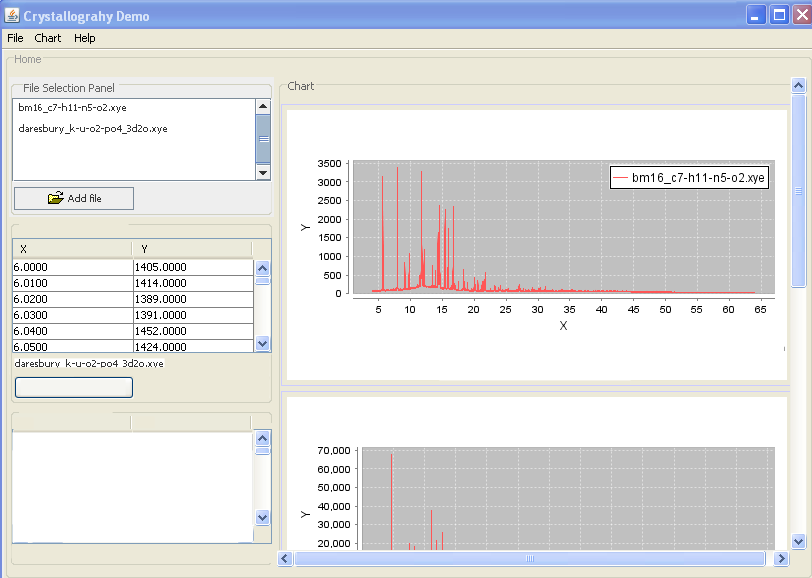 Crystallograhy Demo
File Chart Help
Home
File Selection Panel
bm16_c7-h11-n5-o2.xye
daresbury_k-u-o2-po4_3d2o.xye
Add file
X Y
6.0000 1405.0000
6.0100 1414.0000
6.0200 1389.0000
6.0300 1391.0000
6.0400 1452.0000
6.0500 1424.0000
daresbury_k-u-o2-po4_3d2o.xye
Chart
bm16_c7-h11-n5-o2.xye
3500
3000
2500
2000
1500
1000
500
0
Y
5 10 15 20 25 30 35 40 45 50 55 60 65
X
70,000
60,000
50,000
40,000
30,000
20,000
Y